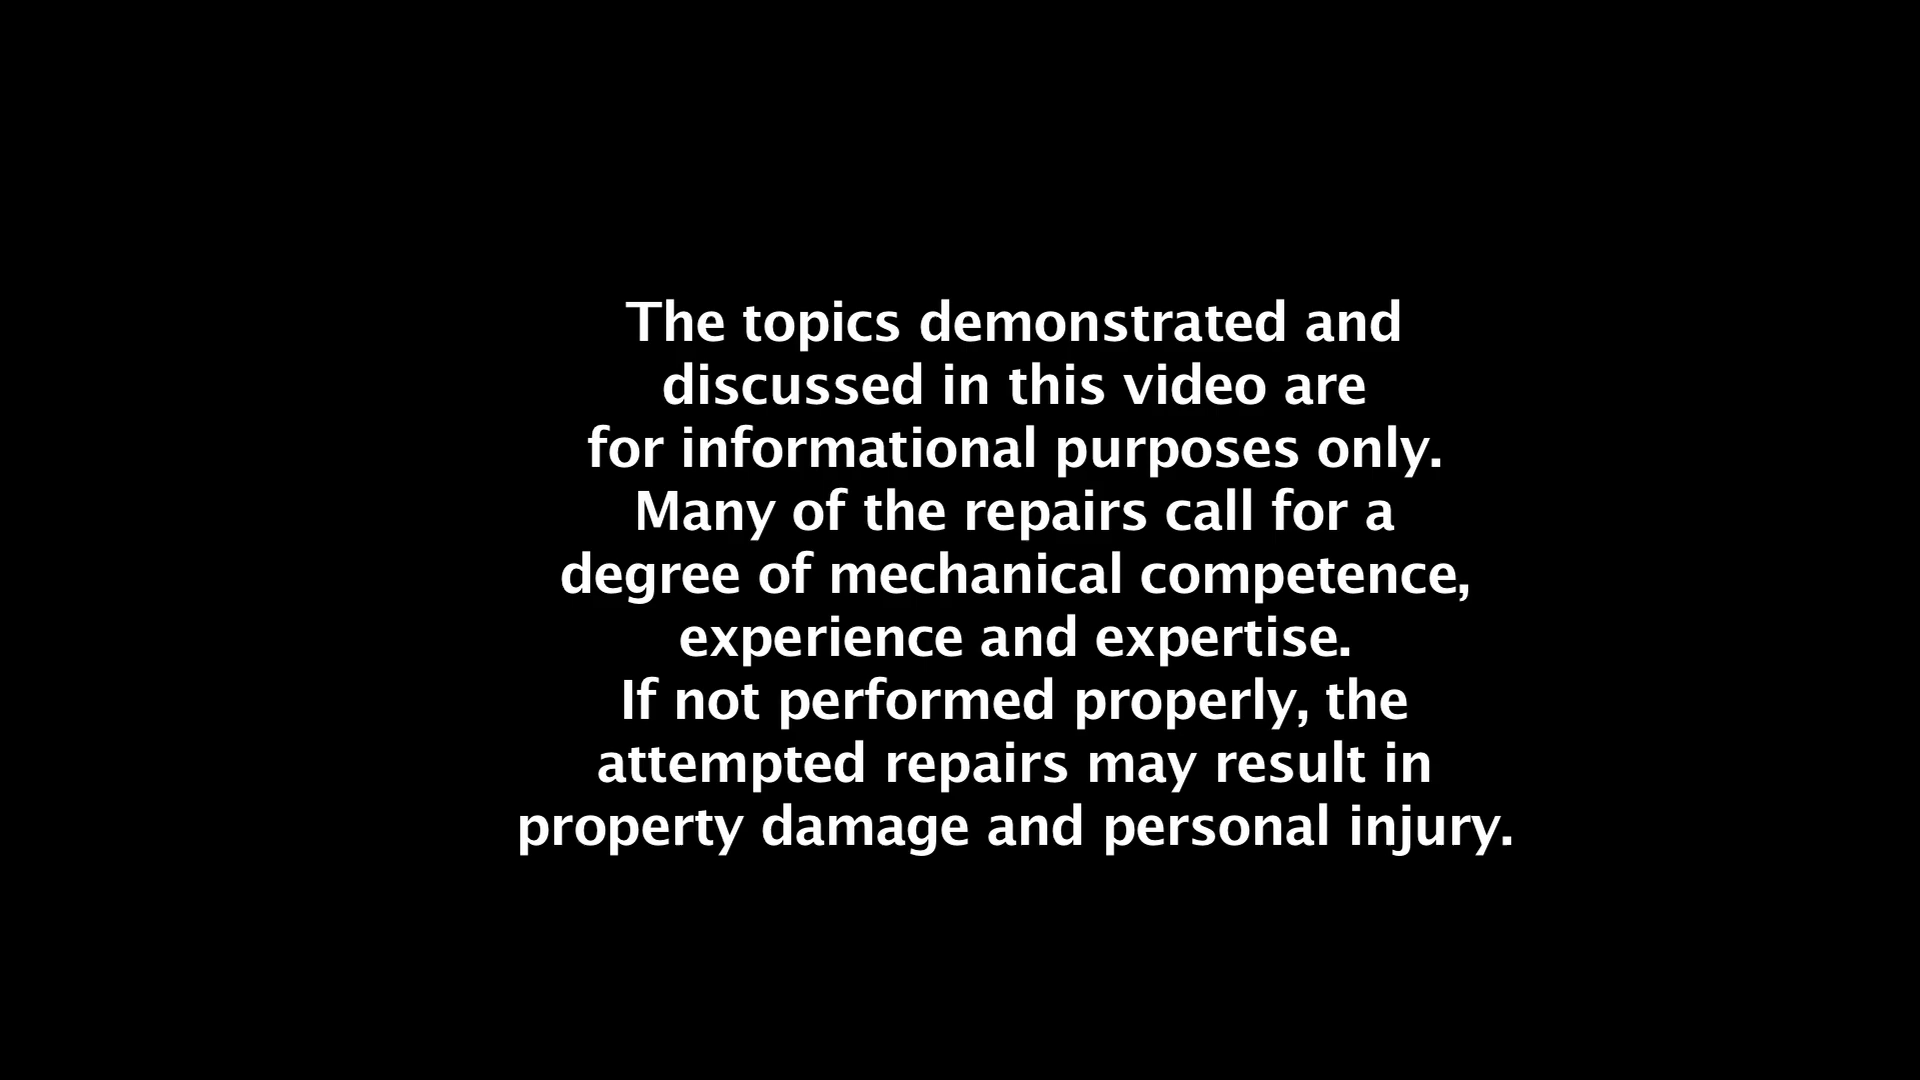 The topics demonstrated and
discussed in this video are
for informational purposes only.
Many of the repairs call for a
degree of mechanical competence,
experience and expertise.
If not performed properly, the
attempted repairs may result in
property damage and personal injury.